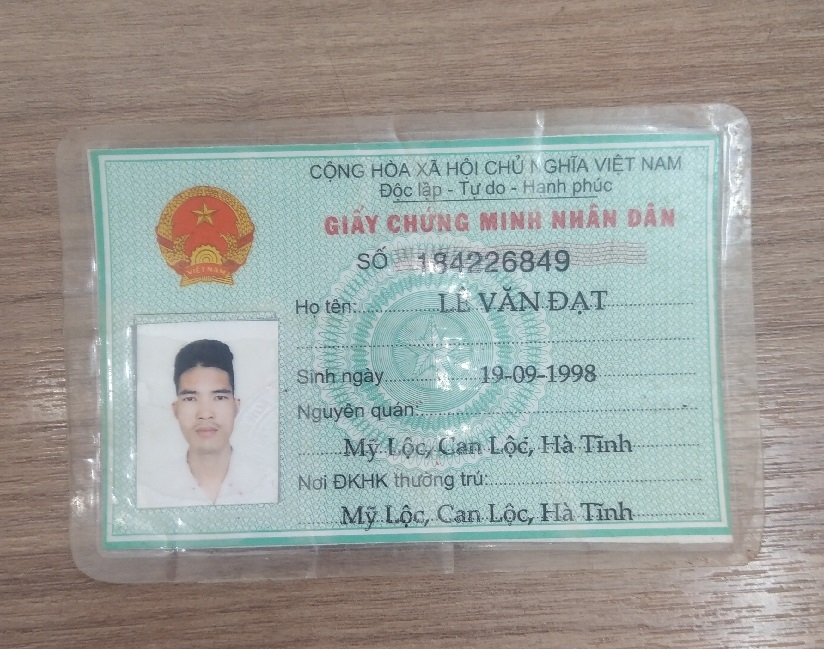 CỘNG HÒA XÃ HỘI CHỦ NGHĨA VIỆT NAM
Độc lập - Tự do - Hạnh phúc
GIẤY CHỨNG MINH NHÂN DÂN
SỐ 184226849
Họ tên: LÊ VĂN ĐẠT
Sinh ngày 19-09-1998
Nguyên quán:
Mỹ Lộc, Can Lộc, Hà Tĩnh
Nơi ĐKHK thường trú:
Mỹ Lộc, Can Lộc, Hà Tĩnh
VIỆT NAM